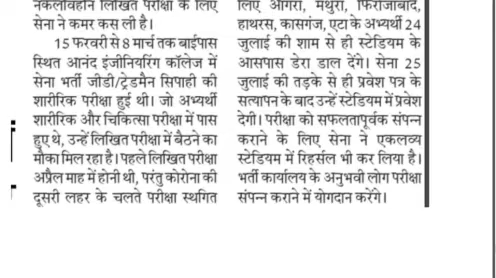 नकलविहीन लिखित परीक्षा के लिए
सेना ने कमर कस ली है।
15 फरवरी से 8 मार्च तक बाईपास
स्थित आनंद इंजीनियरिंग कॉलेज में
सेना भर्ती जीडी/ट्रेडमैन सिपाही की
शारीरिक परीक्षा हुई थी। जो अभ्यर्थी
शारीरिक और चिकित्सा परीक्षा में पास
हुए थे, उन्हें लिखित परीक्षा में बैठने का
मौका मिल रहा है। पहले लिखित परीक्षा
अप्रैल माह में होनी थी, परंतु कोरोना की
दूसरी लहर के चलते परीक्षा स्थगित
लिए आगरा, मथुरा, फिरोजाबाद,
हाथरस, कासगंज, एटा के अभ्यर्थी 24
जुलाई की शाम से ही स्टेडियम के
आसपास डेरा डाल देंगे। सेना 25
जुलाई की तड़के से ही प्रवेश पत्र के
सत्यापन के बाद उन्हें स्टेडियम में प्रवेश
देगी। परीक्षा को सफलतापूर्वक संपन्न
कराने के लिए सेना ने एकलव्य
स्टेडियम में रिहर्सल भी कर लिया है।
भर्ती कार्यालय के अनुभवी लोग परीक्षा
संपन्न कराने में योगदान करेंगे।